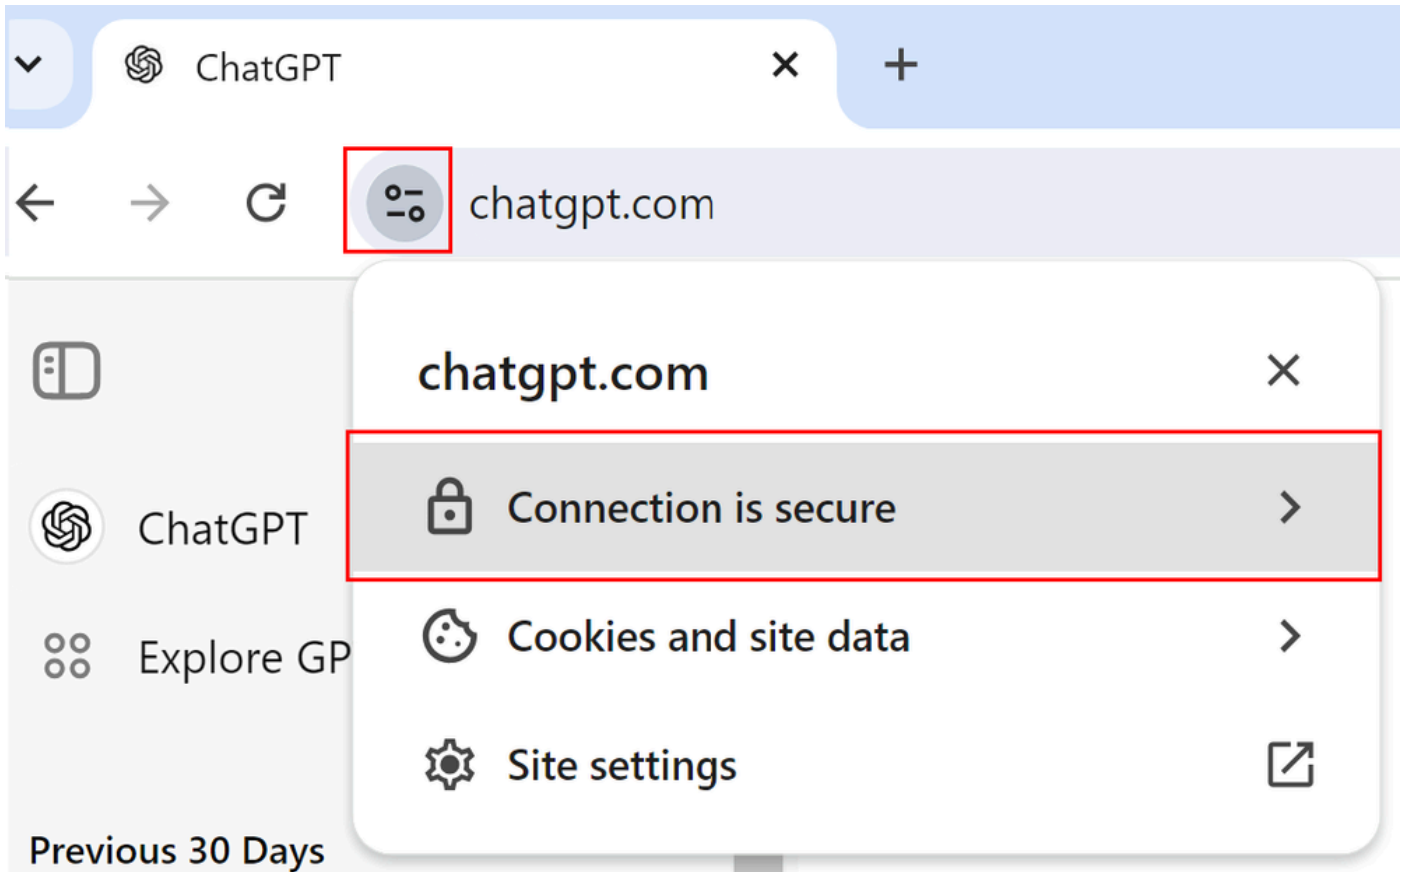 ChatGPT
chatgpt.com
chatgpt.com
Connection is secure
ChatGPT
Cookies and site data
Explore GP
Site settings
Previous 30 Days